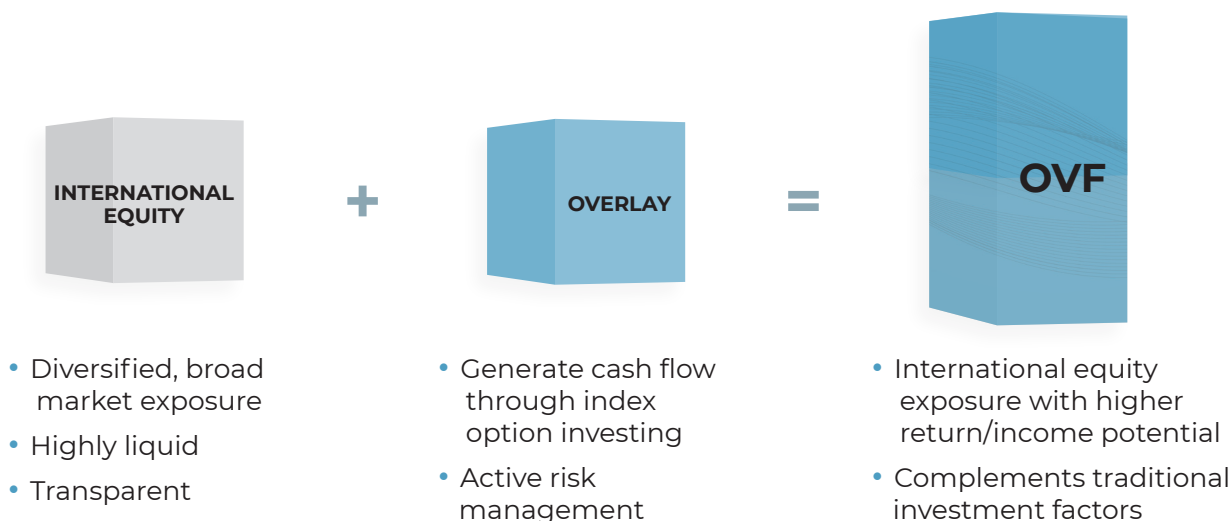 INTERNATIONAL
EQUITY
+
OVERLAY
=
OVF
• Diversified, broad
market exposure
• Highly liquid
• Transparent
• Generate cash flow
through index
option investing
• Active risk
management
• International equity
exposure with higher
return/income potential
• Complements traditional
investment factors